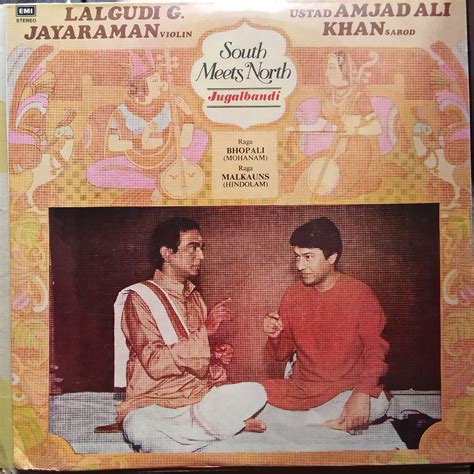 EMI
STEREO
LALGUDI G.
JAYARAMAN VIOLIN
USTAD AMJAD ALI
KHAN SAROD
South
Meets North
Jugalbandi
Raga
BHOPALI
(MOHANAM)
Raga
MALKAUNS
(HINDOLAM)